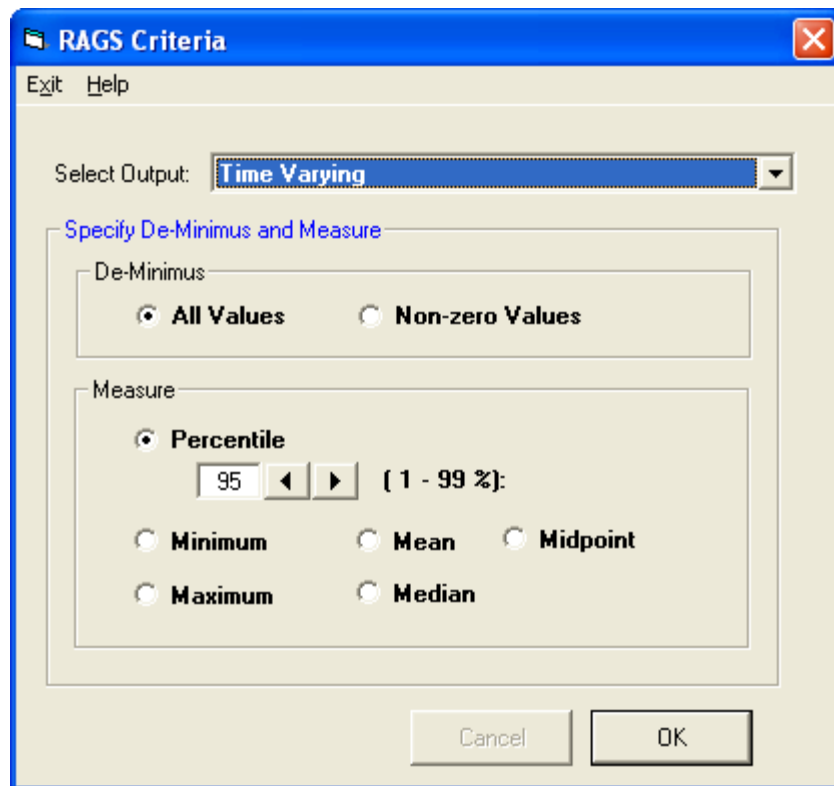 RAGS Criteria
Exit Help
Select Output: Time Varying
Specify De-Minimus and Measure
De-Minimus
All Values Non-zero Values
Measure
Percentile
95 ( 1 - 99 %):
Minimum Mean Midpoint
Maximum Median
Cancel OK